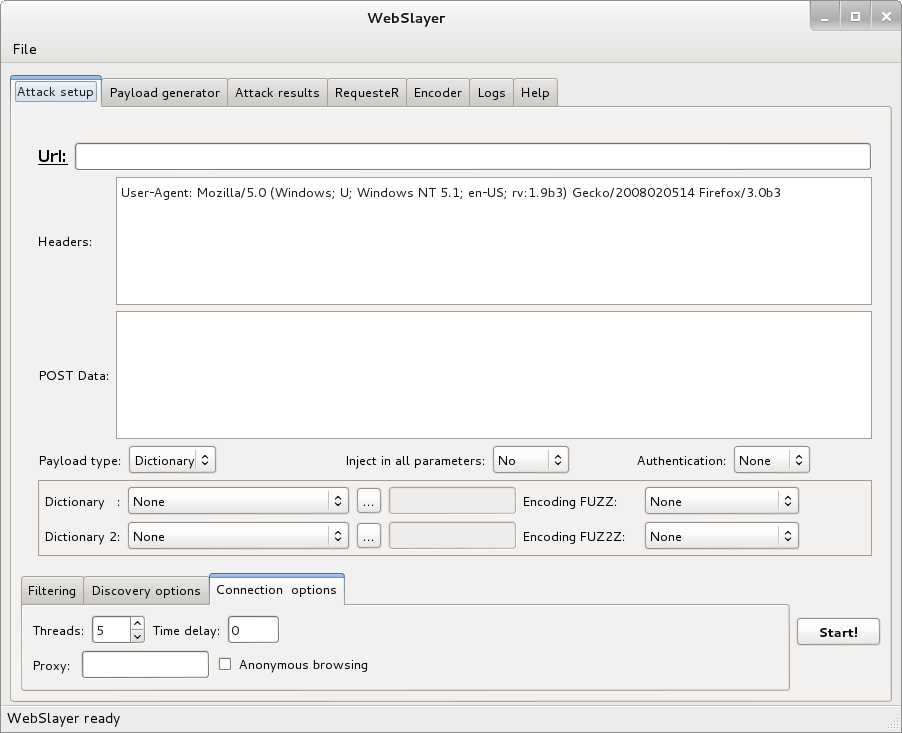 WebSlayer
File
Attack setup Payload generator Attack results RequesteR Encoder Logs Help
Url:
User-Agent: Mozilla/5.0 (Windows; U; Windows NT 5.1; en-US; rv:1.9b3) Gecko/2008020514 Firefox/3.0b3
Headers:
POST Data:
Payload type: Dictionary Inject in all parameters: No Authentication: None
Dictionary : None ... Encoding FUZZ: None
Dictionary 2: None ... Encoding FUZ2Z: None
Filtering Discovery options Connection options
Threads: 5 Time delay: 0
Start!
Proxy: Anonymous browsing
WebSlayer ready